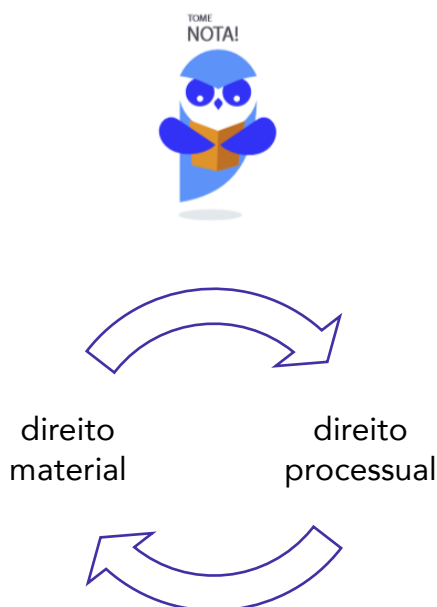 TOME
NOTA!
direito
material
direito
processual